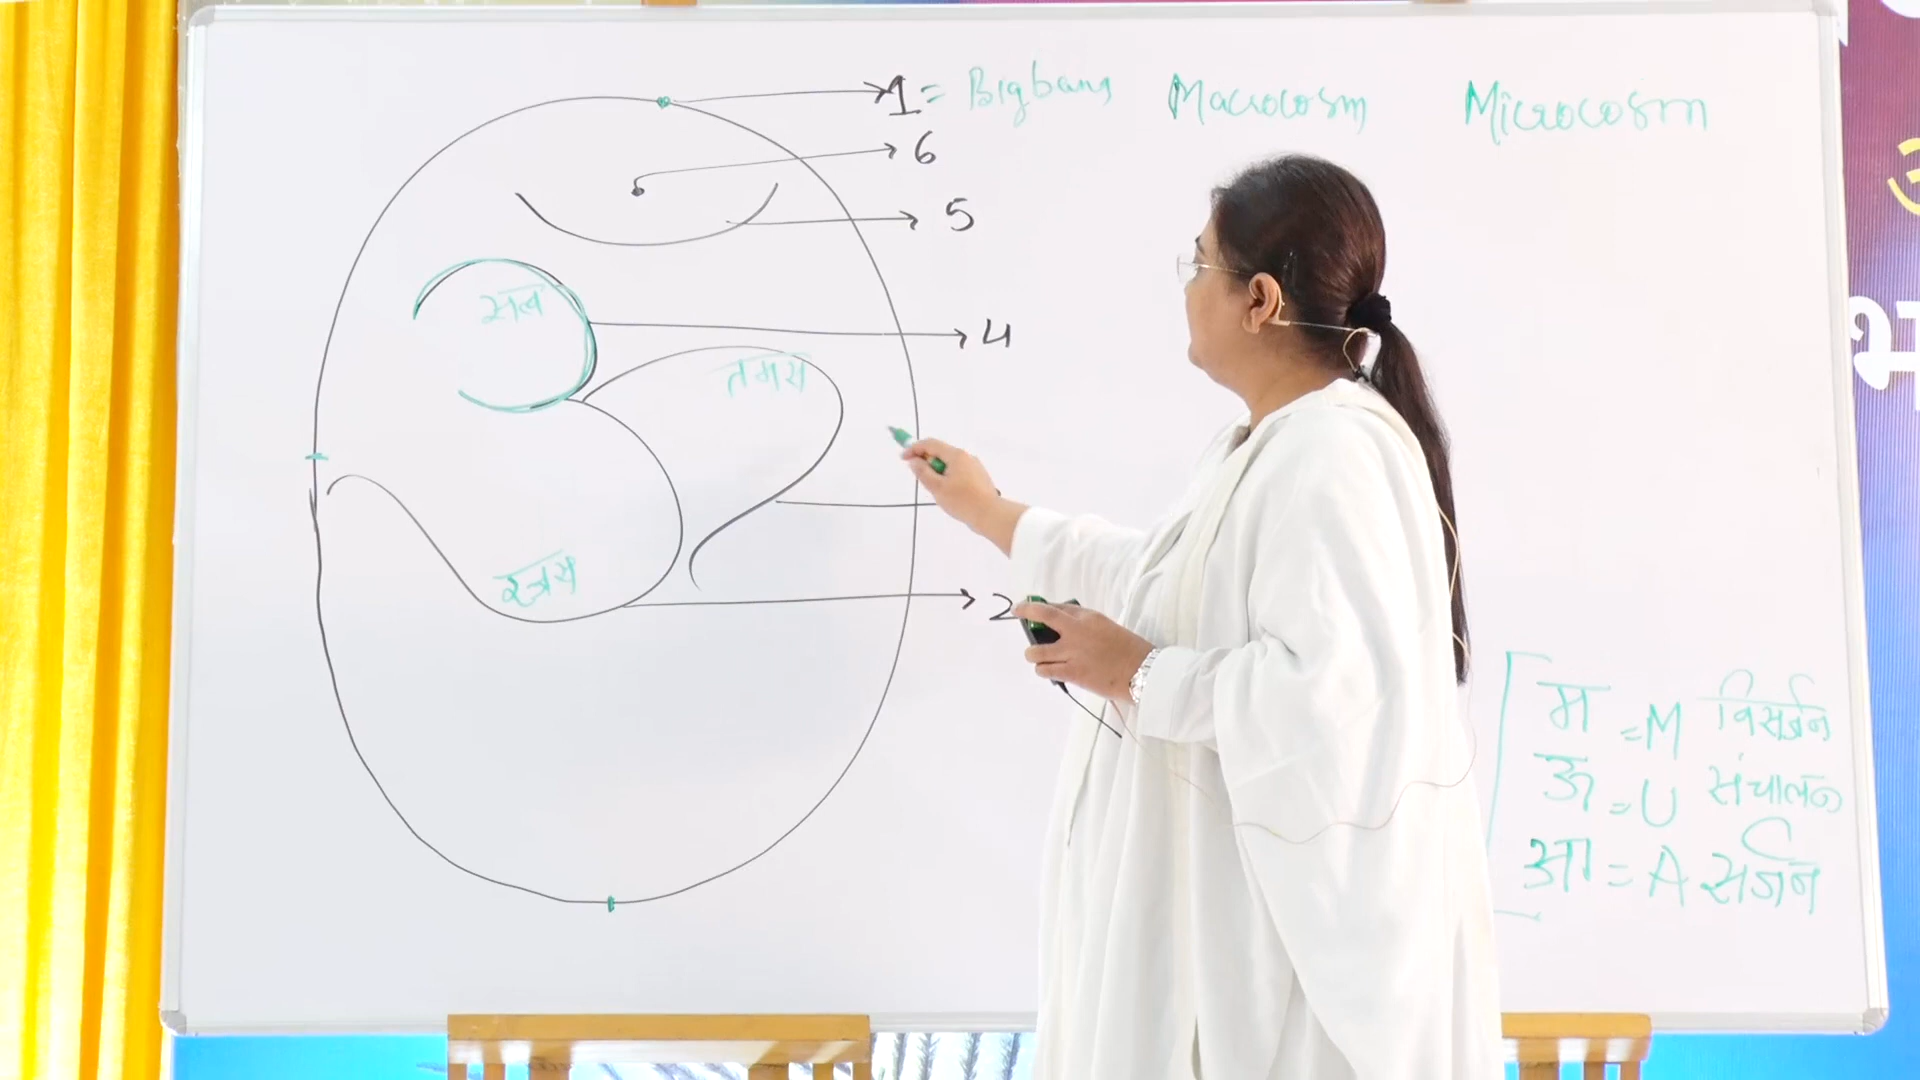 1 = Bigbang Macrocosm Microcosm
6
5
सत्व
4
तमस
रजस
2
म = M विसर्जन
ऊ = U संचालन
आ = A सर्जन